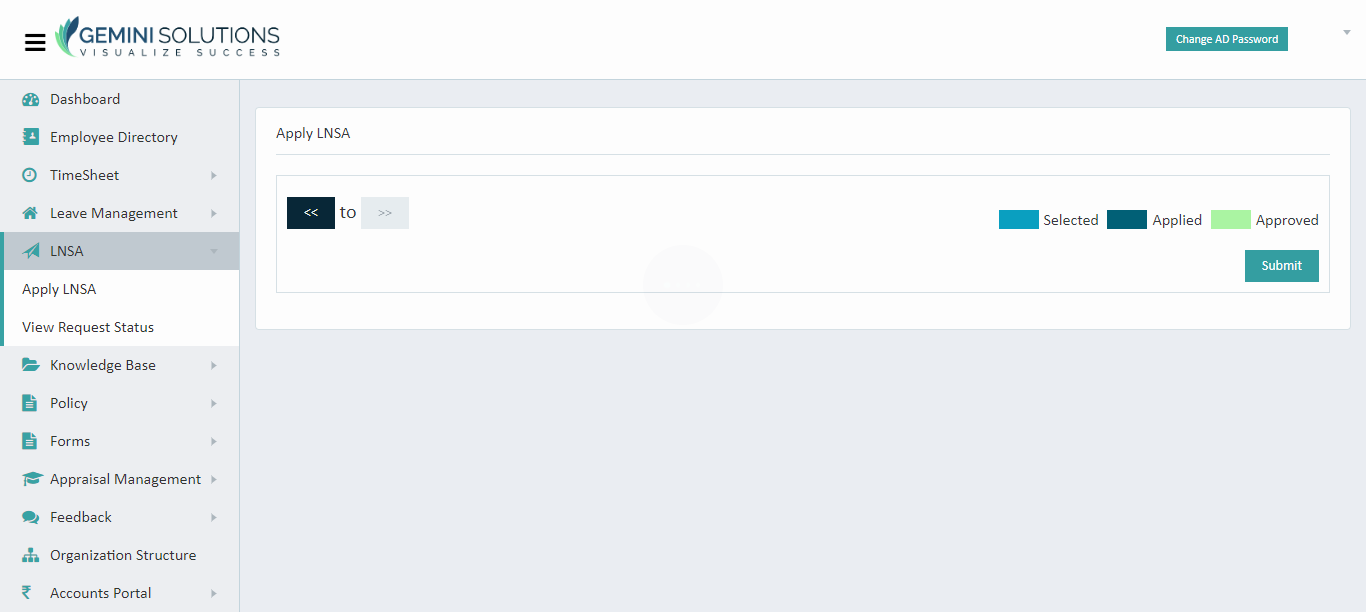 GEMINI SOLUTIONS
VISUALIZE SUCCESS
Change AD Password
Dashboard
Employee Directory
TimeSheet
Leave Management
LNSA
Apply LNSA
View Request Status
Knowledge Base
Policy
Forms
Appraisal Management
Feedback
Organization Structure
Accounts Portal
Apply LNSA
<< to >>
Selected Applied Approved
Submit